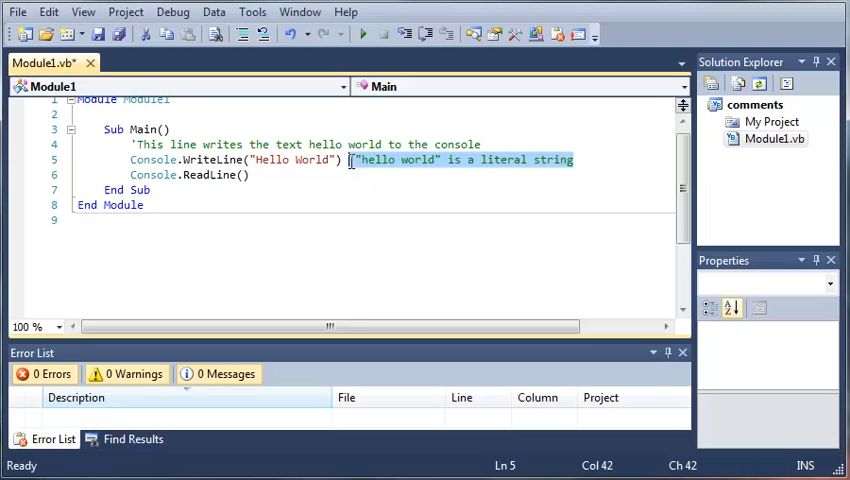 File Edit View Project Debug Data Tools Window Help
Module1.vb* ×
Solution Explorer
Module1 Main
comments
My Project
Module1.vb
1 Module Module1
2
3 Sub Main()
4 'This line writes the text hello world to the console
5 Console.WriteLine("Hello World") '"hello world" is a literal string
6 Console.ReadLine()
7 End Sub
8 End Module
9
Properties
100 %
Error List
0 Errors 0 Warnings 0 Messages
Description File Line Column Project
Error List Find Results
Ready Ln 5 Col 42 Ch 42 INS